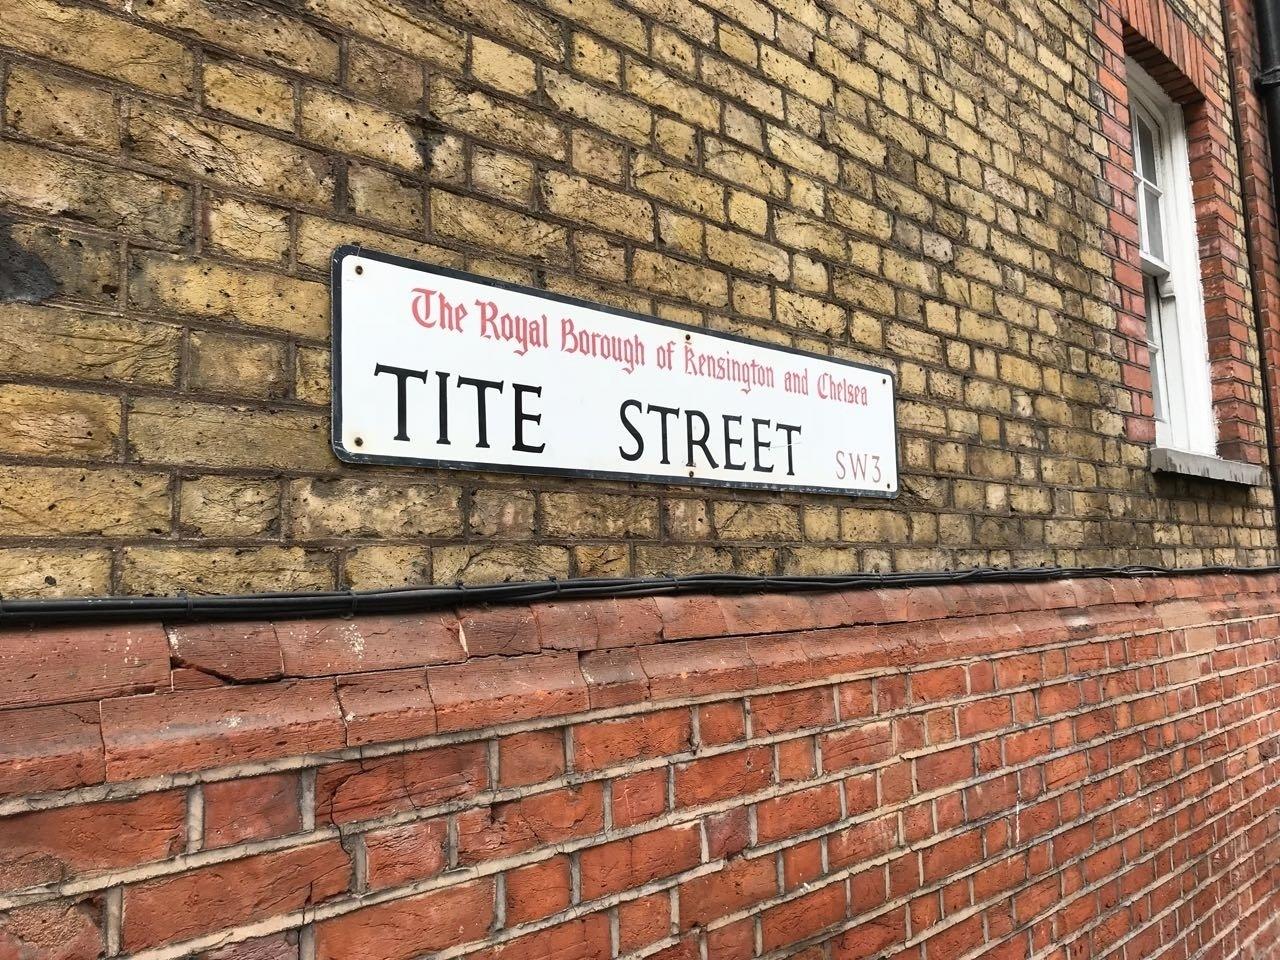 The Royal Borough of Kensington and Chelsea
TITE STREET SW3